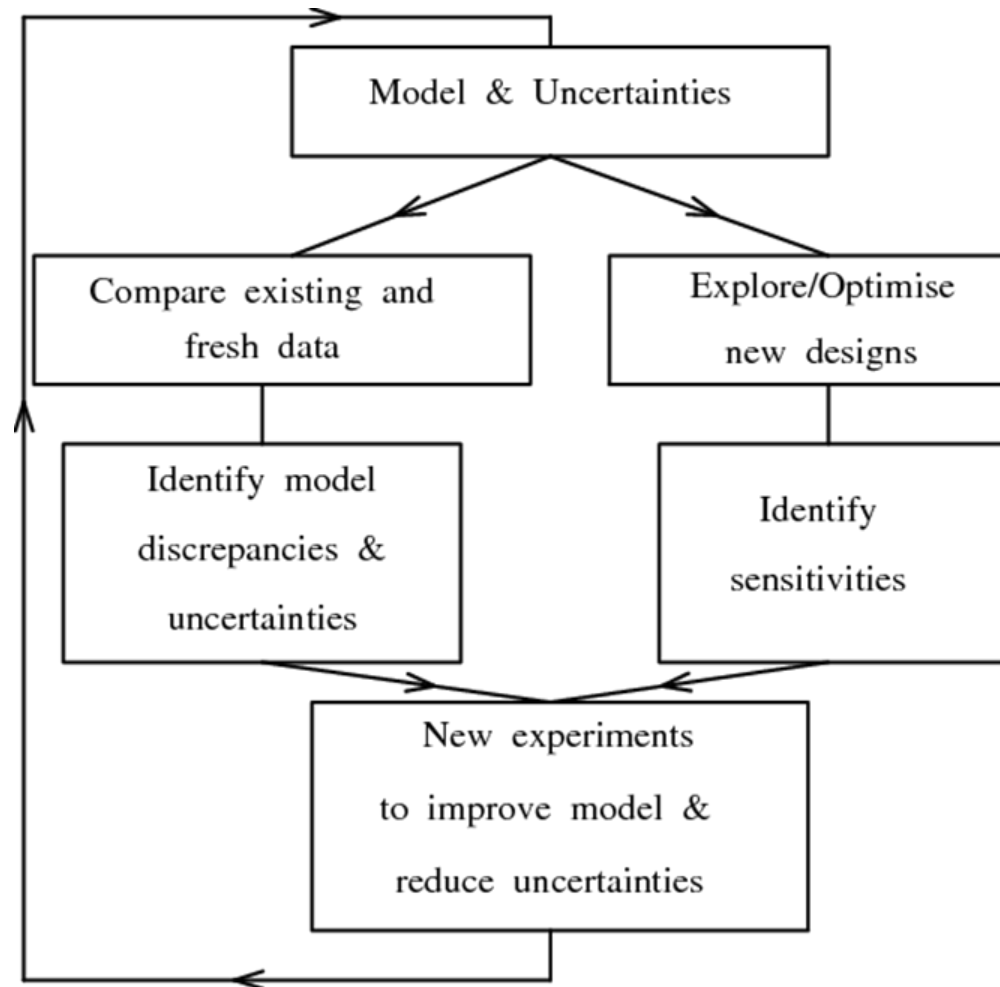 Model & Uncertainties
Compare existing and
fresh data
Explore/Optimise
new designs
Identify model
discrepancies &
uncertainties
Identify
sensitivities
New experiments
to improve model &
reduce uncertainties